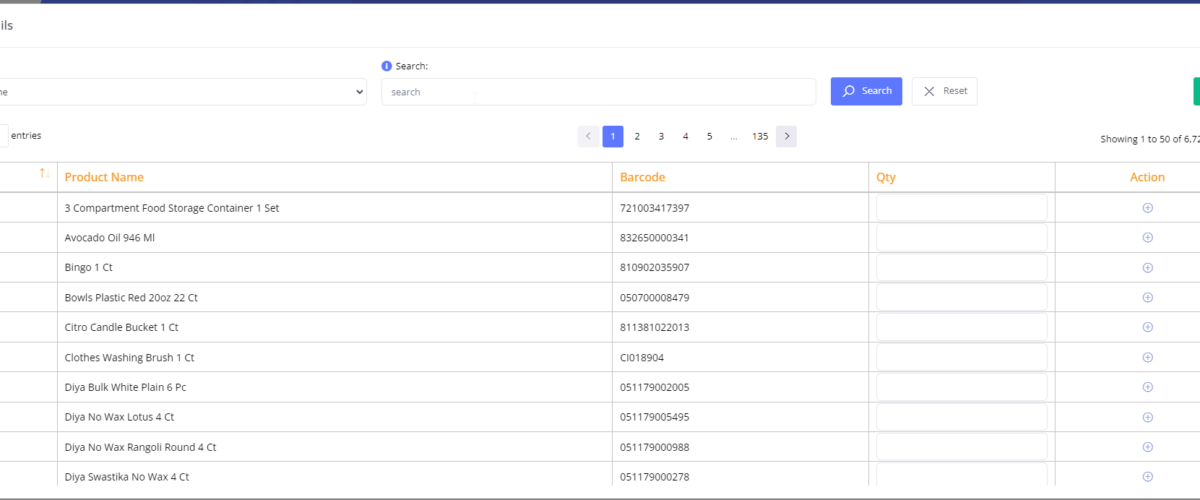 ils
Search:
ne
search
Search
Reset
entries
1 2 3 4 5 ... 135
Showing 1 to 50 of 6,72
Product Name Barcode Qty Action
3 Compartment Food Storage Container 1 Set 721003417397
Avocado Oil 946 Ml 832650000341
Bingo 1 Ct 810902035907
Bowls Plastic Red 20oz 22 Ct 050700008479
Citro Candle Bucket 1 Ct 811381022013
Clothes Washing Brush 1 Ct CI018904
Diya Bulk White Plain 6 Pc 051179002005
Diya No Wax Lotus 4 Ct 051179005495
Diya No Wax Rangoli Round 4 Ct 051179000988
Diya Swastika No Wax 4 Ct 051179000278